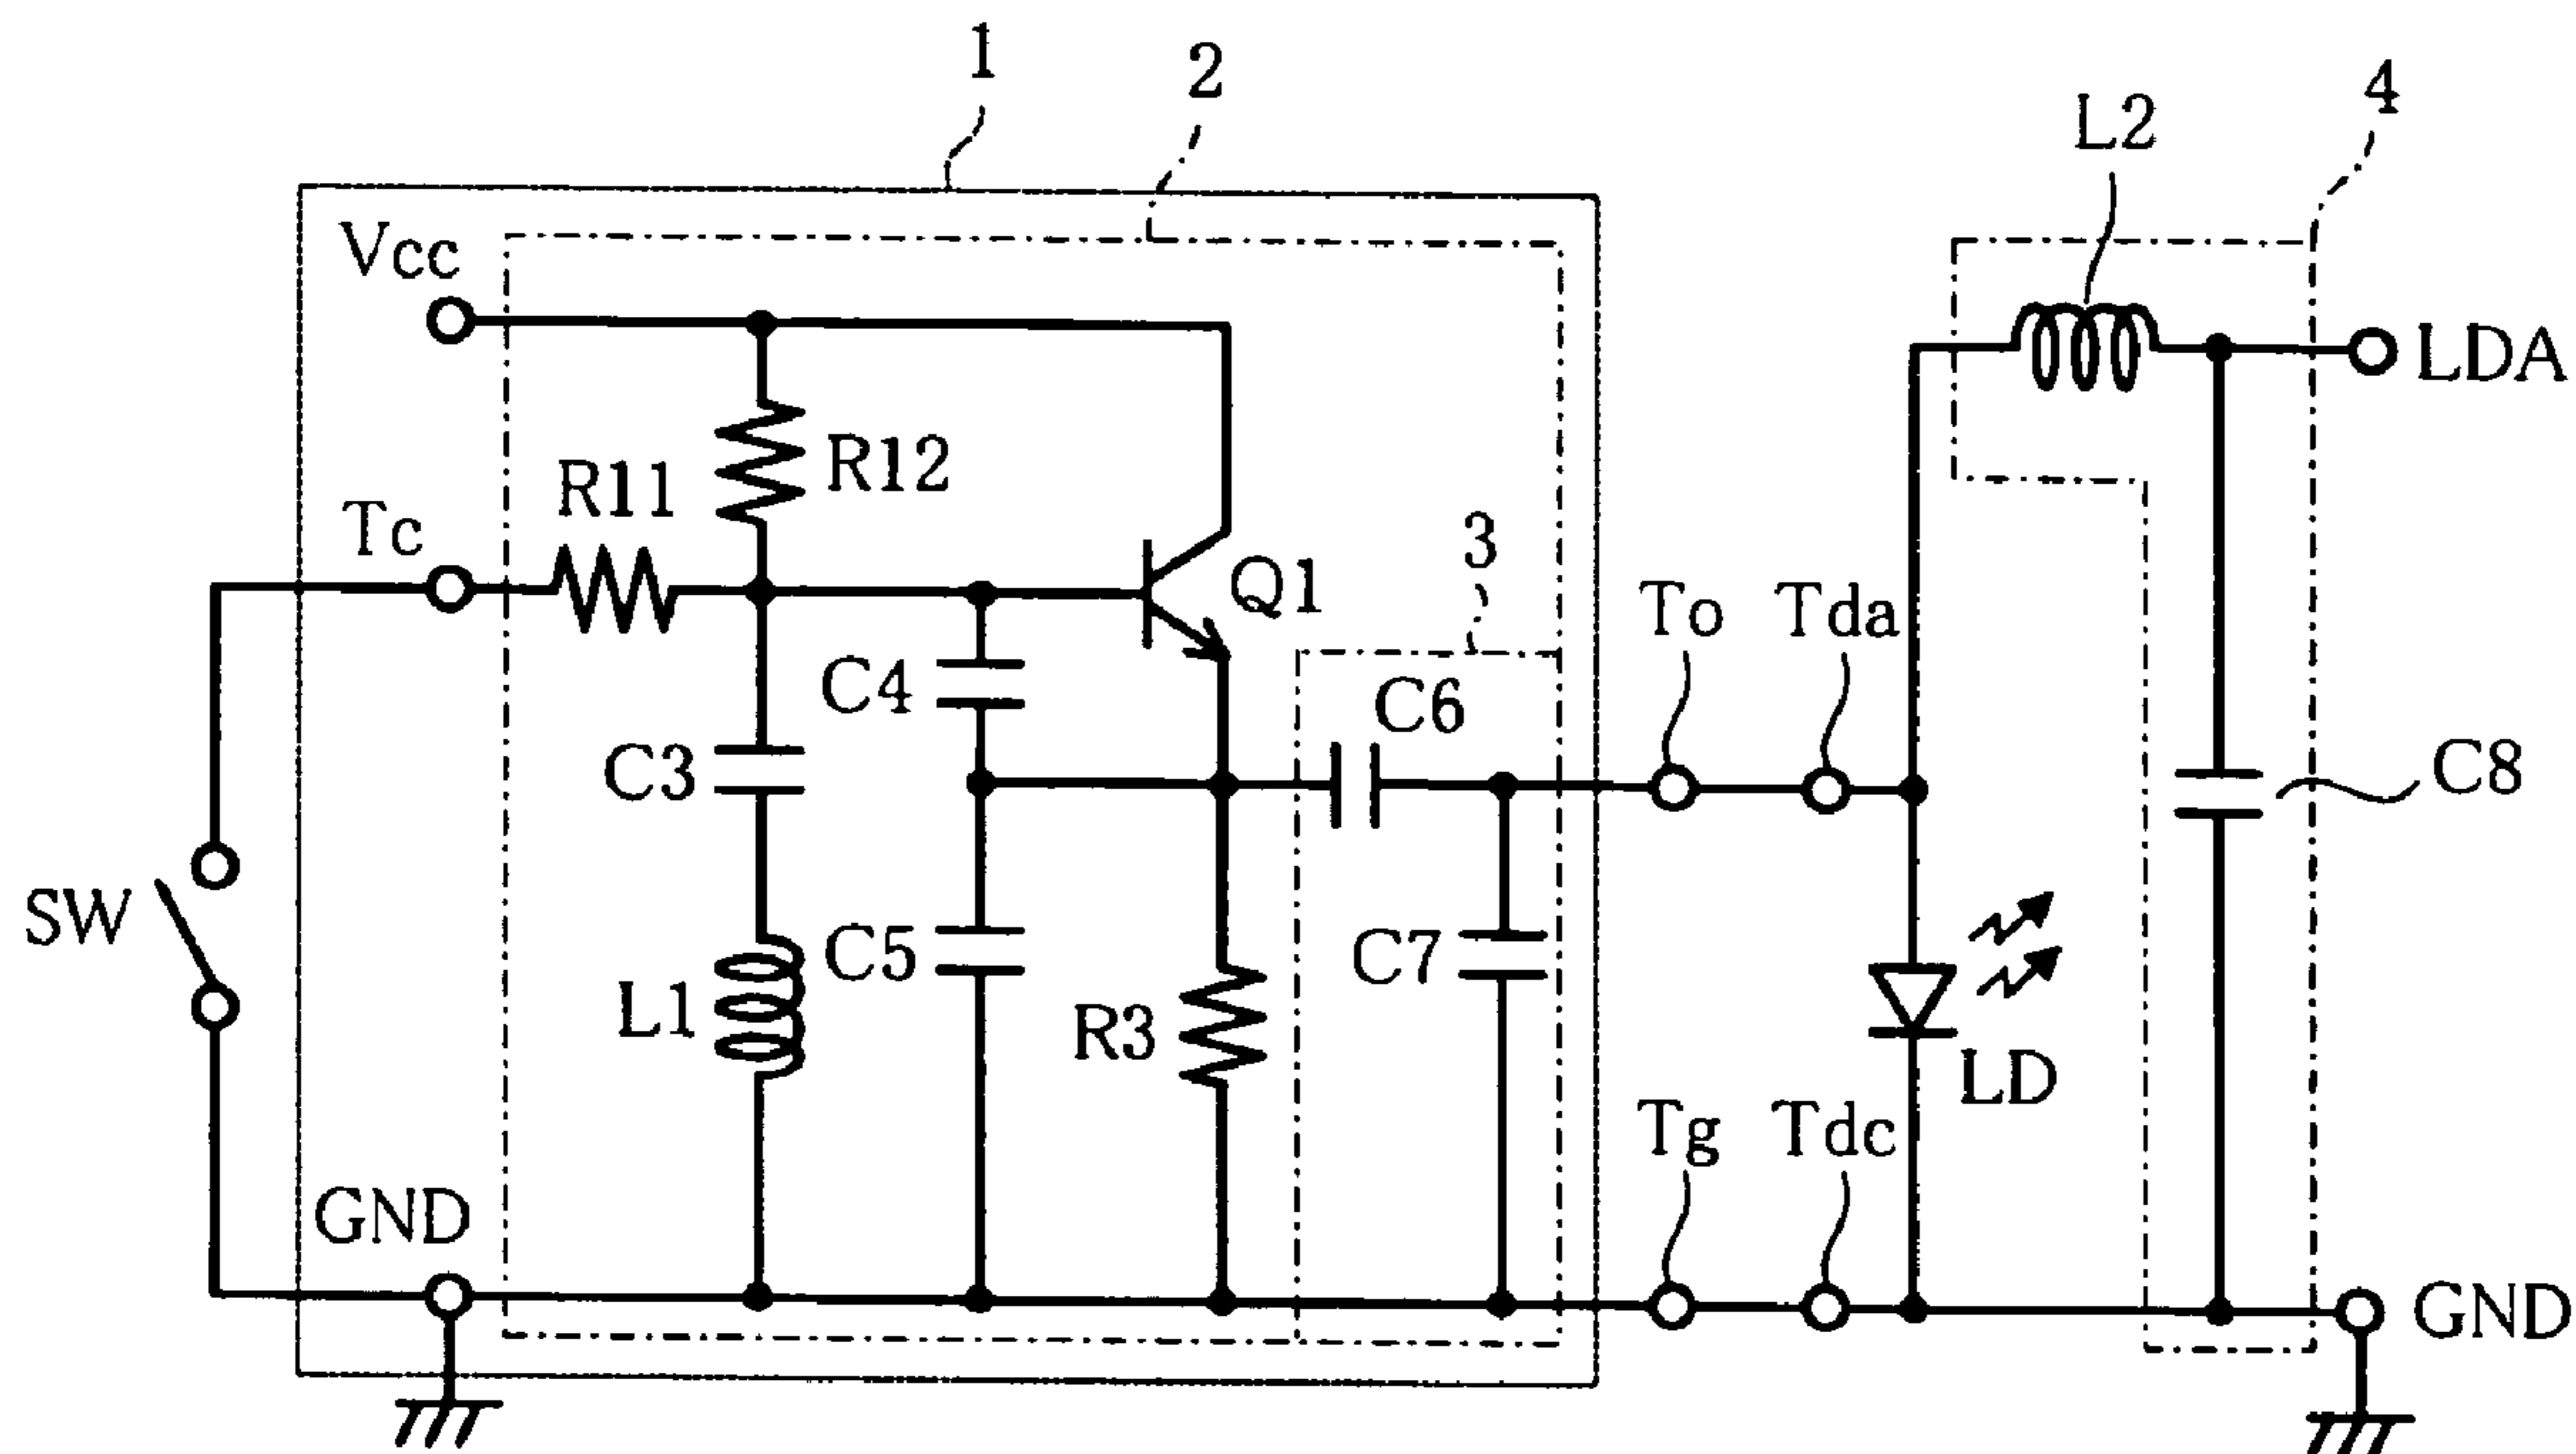 1
2
4
L2
Vcc
LDA
R12
R11
Tc
3
Q1
To
Tda
C4
C6
C3
C8
SW
C5
C7
L1
R3
LD
Tg
Tdc
GND
GND